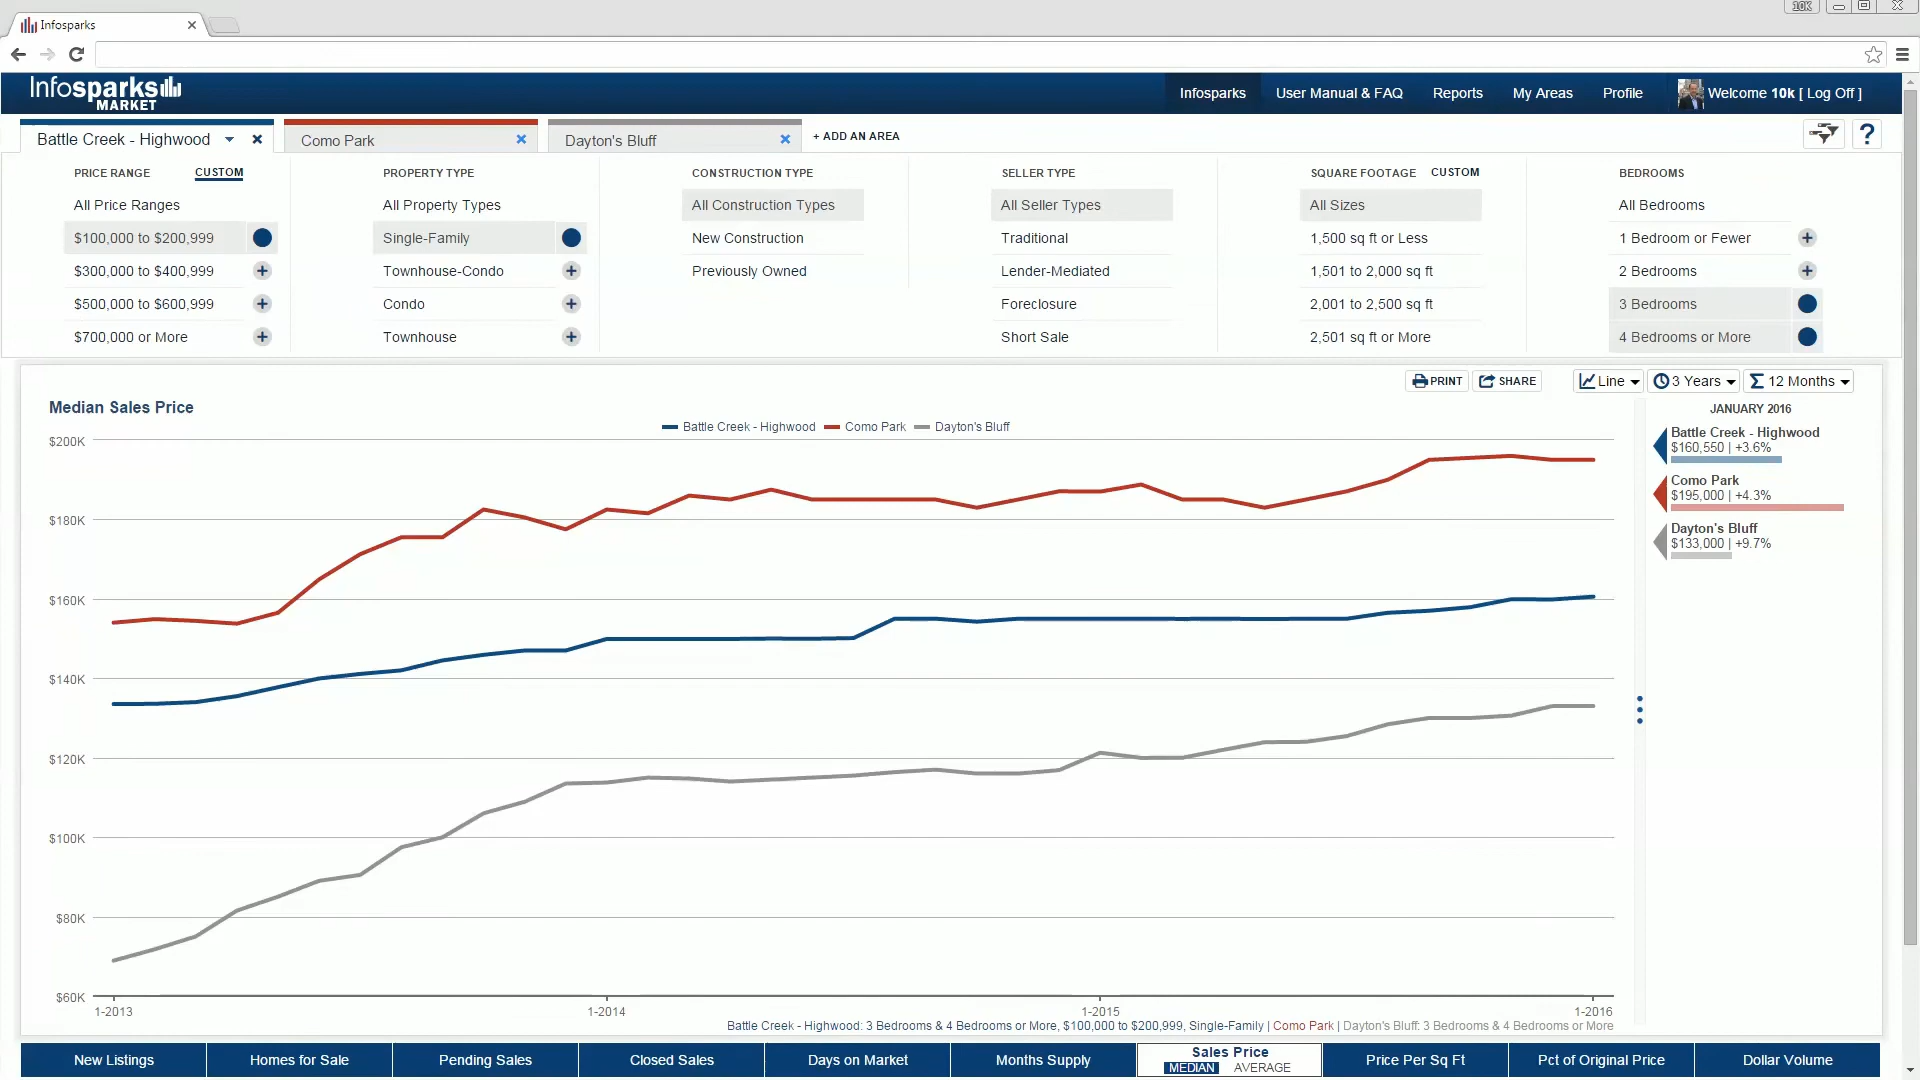 Infosparks
10K
Infosparks
MARKET
Infosparks
User Manual & FAQ
Reports
My Areas
Profile
Welcome 10k [ Log Off ]
Battle Creek - Highwood
Como Park
Dayton's Bluff
+ ADD AN AREA
?
PRICE RANGE
CUSTOM
All Price Ranges
$100,000 to $200,999
$300,000 to $400,999
$500,000 to $600,999
$700,000 or More
PROPERTY TYPE
All Property Types
Single-Family
Townhouse-Condo
Condo
Townhouse
CONSTRUCTION TYPE
All Construction Types
New Construction
Previously Owned
SELLER TYPE
All Seller Types
Traditional
Lender-Mediated
Foreclosure
Short Sale
SQUARE FOOTAGE
CUSTOM
All Sizes
1,500 sq ft or Less
1,501 to 2,000 sq ft
2,001 to 2,500 sq ft
2,501 sq ft or More
BEDROOMS
All Bedrooms
1 Bedroom or Fewer
2 Bedrooms
3 Bedrooms
4 Bedrooms or More
PRINT
SHARE
Line
3 Years
12 Months
Median Sales Price
Battle Creek - Highwood
Como Park
Dayton's Bluff
$200K
$180K
$160K
$140K
$120K
$100K
$80K
$60K
1-2013
1-2014
1-2015
1-2016
JANUARY 2016
Battle Creek - Highwood
$160,550 | +3.6%
Como Park
$195,000 | +4.3%
Dayton's Bluff
$133,000 | +9.7%
Battle Creek - Highwood: 3 Bedrooms & 4 Bedrooms or More, $100,000 to $200,999, Single-Family | Como Park | Dayton's Bluff: 3 Bedrooms & 4 Bedrooms or More
New Listings
Homes for Sale
Pending Sales
Closed Sales
Days on Market
Months Supply
Sales Price
MEDIAN AVERAGE
Price Per Sq Ft
Pct of Original Price
Dollar Volume